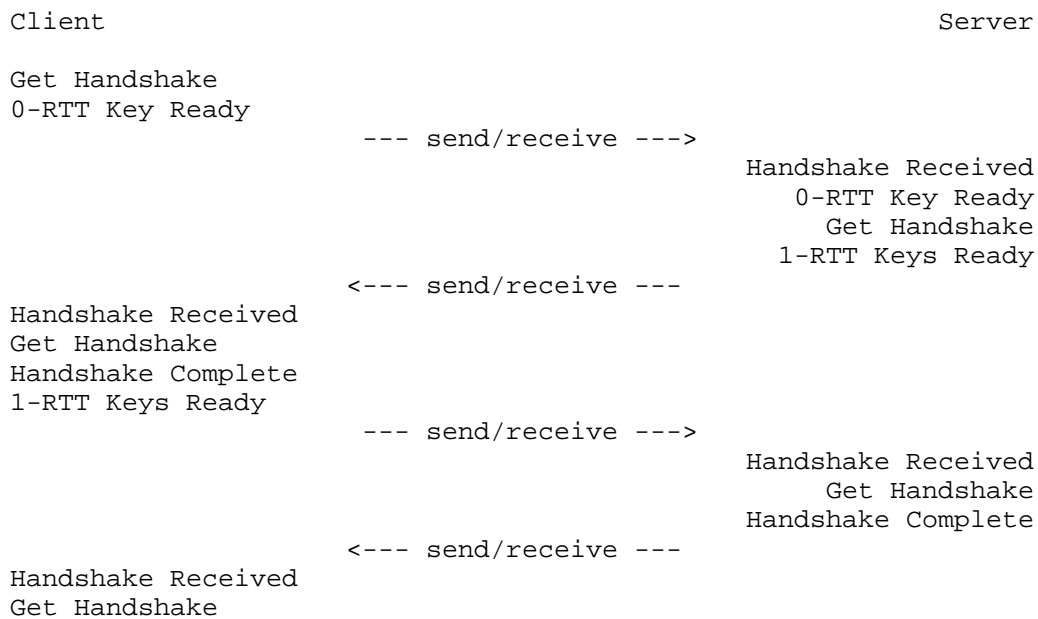 Client Server
Get Handshake
0-RTT Key Ready
--- send/receive --->
Handshake Received
0-RTT Key Ready
Get Handshake
1-RTT Keys Ready
<--- send/receive ---
Handshake Received
Get Handshake
Handshake Complete
1-RTT Keys Ready
--- send/receive --->
Handshake Received
Get Handshake
Handshake Complete
<--- send/receive ---
Handshake Received
Get Handshake